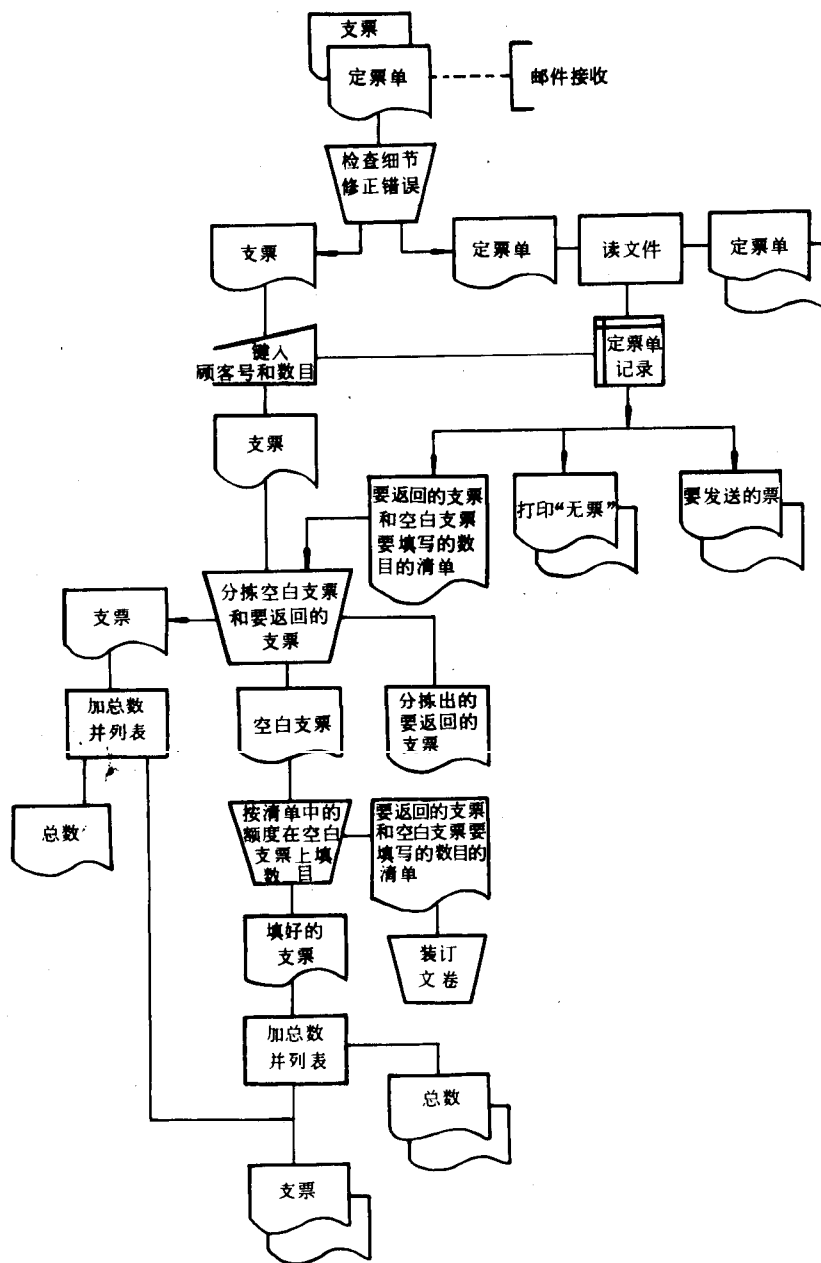 支票
定票单
邮件接收
检查细节
修正错误
支票
定票单
读文件
定票单
键入
顾客号和数目
定票单
记录
支票
要返回的支票
和空白支票
要填写的数
目的清单
打印“无票”
要发送的票
分拣空白支票
和要返回的
支票
支票
加总数
并列表
空白支票
分拣出的
要返回的
支票
总数
按清单中的
额度在空白
支票上填
数目
要返回的支票
和空白支票要
填写的数目的
清单
填好的
支票
装订
文卷
加总数
并列表
总数
支票